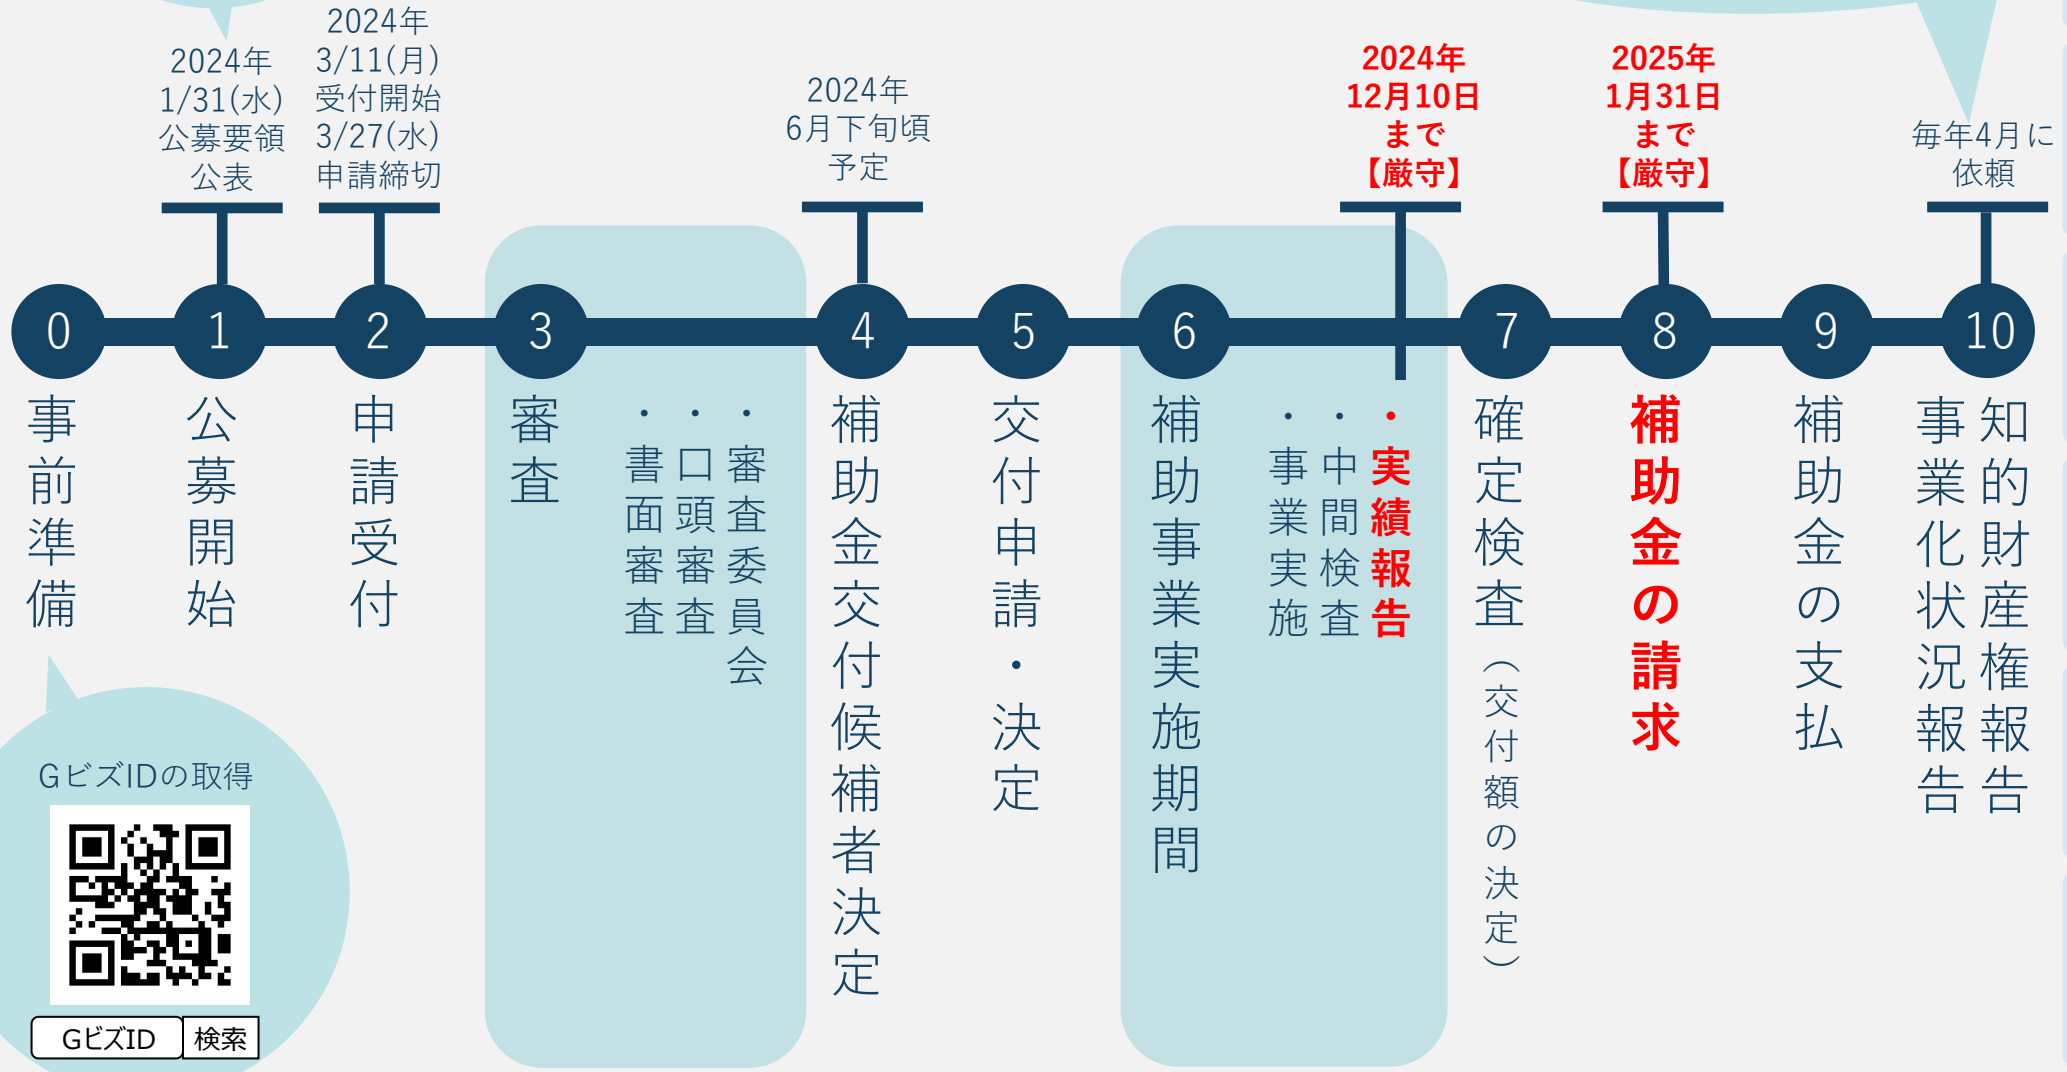 2024年
1/31(水)
公募要領
公表
2024年
3/11(月)
受付開始
3/27(水)
申請締切
2024年
6月下旬頃
予定
2024年
12月10日
まで
【厳守】
2025年
1月31日
まで
【厳守】
毎年4月に
依頼
0
事前準備
1
公募開始
2
申請受付
3
審査
・書面審査
・口頭審査
・審査委員会
4
補助金交付候補者決定
5
交付申請・決定
6
補助事業実施期間
・事業実施
・中間検査
・実績報告
7
確定検査（交付額の決定）
8
補助金の請求
9
補助金の支払
10
知的財産権報告
事業化状況報告
GビズIDの取得
GビズID
検索